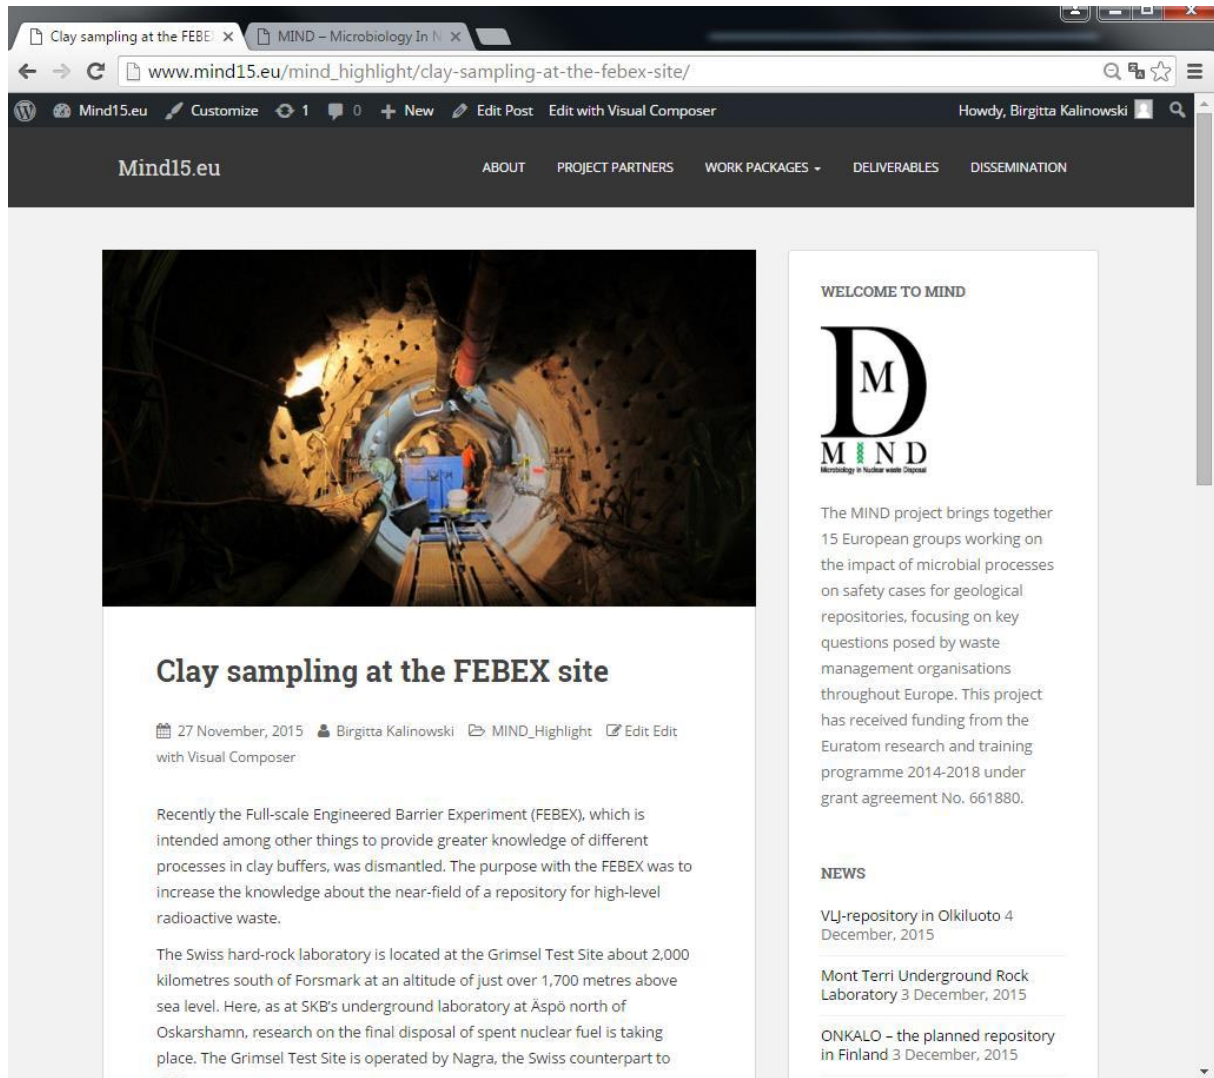 Clay sampling at the FEBE
MIND – Microbiology In N
www.mind15.eu/mind_highlight/clay-sampling-at-the-febex-site/
Mind15.eu Customize 1 0 New Edit Post Edit with Visual Composer Howdy, Birgitta Kalinowski
Mind15.eu ABOUT PROJECT PARTNERS WORK PACKAGES DELIVERABLES DISSEMINATION
Clay sampling at the FEBEX site
27 November, 2015 Birgitta Kalinowski MIND_Highlight Edit Edit
with Visual Composer
Recently the Full-scale Engineered Barrier Experiment (FEBEX), which is
intended among other things to provide greater knowledge of different
processes in clay buffers, was dismantled. The purpose with the FEBEX was to
increase the knowledge about the near-field of a repository for high-level
radioactive waste.
The Swiss hard-rock laboratory is located at the Grimsel Test Site about 2,000
kilometres south of Forsmark at an altitude of just over 1,700 metres above
sea level. Here, as at SKB's underground laboratory at Äspö north of
Oskarshamn, research on the final disposal of spent nuclear fuel is taking
place. The Grimsel Test Site is operated by Nagra, the Swiss counterpart to
WELCOME TO MIND
D
M
MIND
Microbiology in Nuclear waste Disposal
The MIND project brings together
15 European groups working on
the impact of microbial processes
on safety cases for geological
repositories, focusing on key
questions posed by waste
management organisations
throughout Europe. This project
has received funding from the
Euratom research and training
programme 2014-2018 under
grant agreement No. 661880.
NEWS
VLJ-repository in Olkiluoto 4
December, 2015
Mont Terri Underground Rock
Laboratory 3 December, 2015
ONKALO – the planned repository
in Finland 3 December, 2015